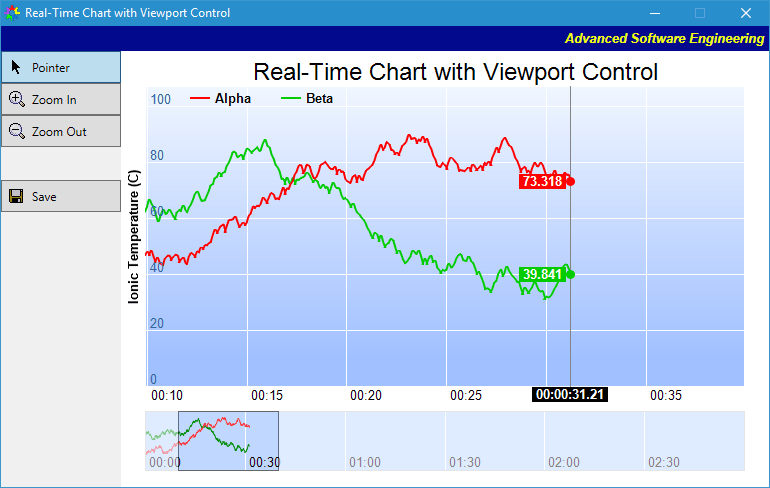 Real-Time Chart with Viewport Control
Advanced Software Engineering
Pointer
Zoom In
Zoom Out
Save
Real-Time Chart with Viewport Control
Alpha Beta
Ionic Temperature (C)
100
80
60
40
20
0
73.318
39.841
00:10 00:15 00:20 00:25 00:00:31.21 00:35
00:00 00:30 01:00 01:30 02:00 02:30